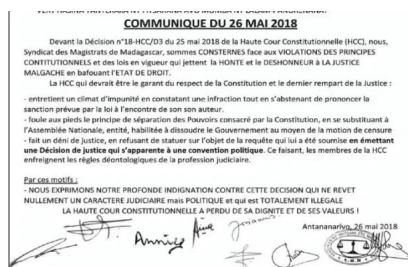 COMMUNIQUE DU 26 MAI 2018
Devant la Décision n°18-HCC/D3 du 25 mai 2018 de la Haute Cour Constitutionnelle (HCC), nous,
Syndicat des Magistrats de Madagascar, sommes CONSTERNES face aux VIOLATIONS DES PRINCIPES
CONTITUTIONNELS et des lois en vigueur qui jettent la HONTE et le DESHONNEUR à LA JUSTICE
MALGACHE en bafouant l'ETAT DE DROIT.
La HCC qui devrait être le garant du respect de la Constitution et le dernier rempart de la Justice :
- entretient un climat d'impunité en constatant une infraction tout en s'abstenant de prononcer la
sanction prévue par la loi à l'encontre de son auteur.
- foule aux pieds le principe de séparation des Pouvoirs consacré par la Constitution, en se substituant à
l'Assemblée Nationale, entité, habilitée à dissoudre le Gouvernement au moyen de la motion de censure
- fait un déni de justice, en refusant de statuer sur l'objet de la requête qui lui a été soumise en émettant
une Décision de justice qui s'apparente à une convention politique. Ce faisant, les membres de la HCC
enfreignent les règles déontologiques de la profession judiciaire.
Par ces motifs :
- NOUS EXPRIMONS NOTRE PROFONDE INDIGNATION CONTRE CETTE DECISION QUI NE REVET
NULLEMENT UN CARACTERE JUDICIAIRE mais POLITIQUE et qui est TOTALEMENT ILLEGALE
LA HAUTE COUR CONSTITUTIONNELLE A PERDU DE SA DIGNITE ET DE SES VALEURS !
Antananarivo, 26 mai 2018